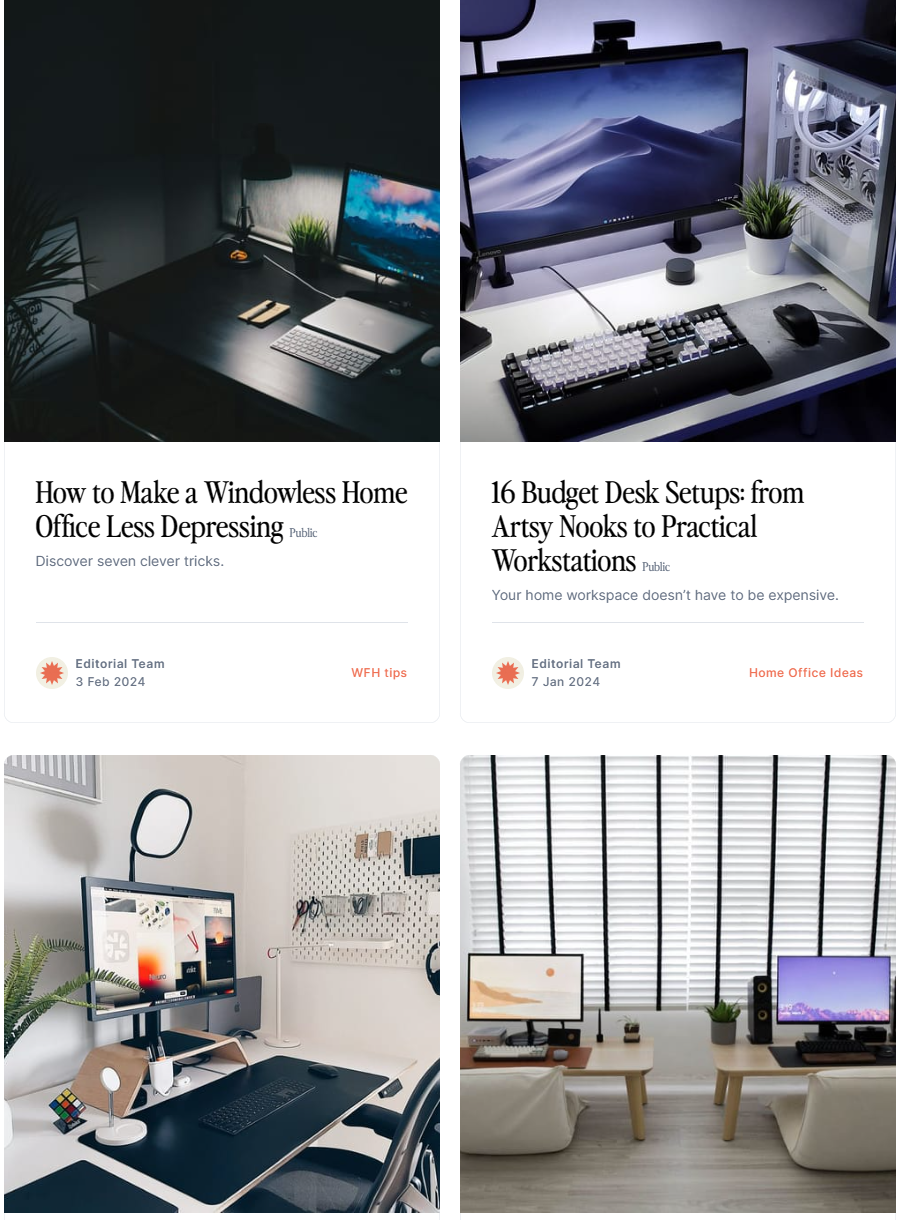 How to Make a Windowless Home
Office Less Depressing Public
Discover seven clever tricks.
Editorial Team
3 Feb 2024
WFH tips
LENOVO
16 Budget Desk Setups: from
Artsy Nooks to Practical
Workstations Public
Your home workspace doesn’t have to be expensive.
Editorial Team
7 Jan 2024
Home Office Ideas